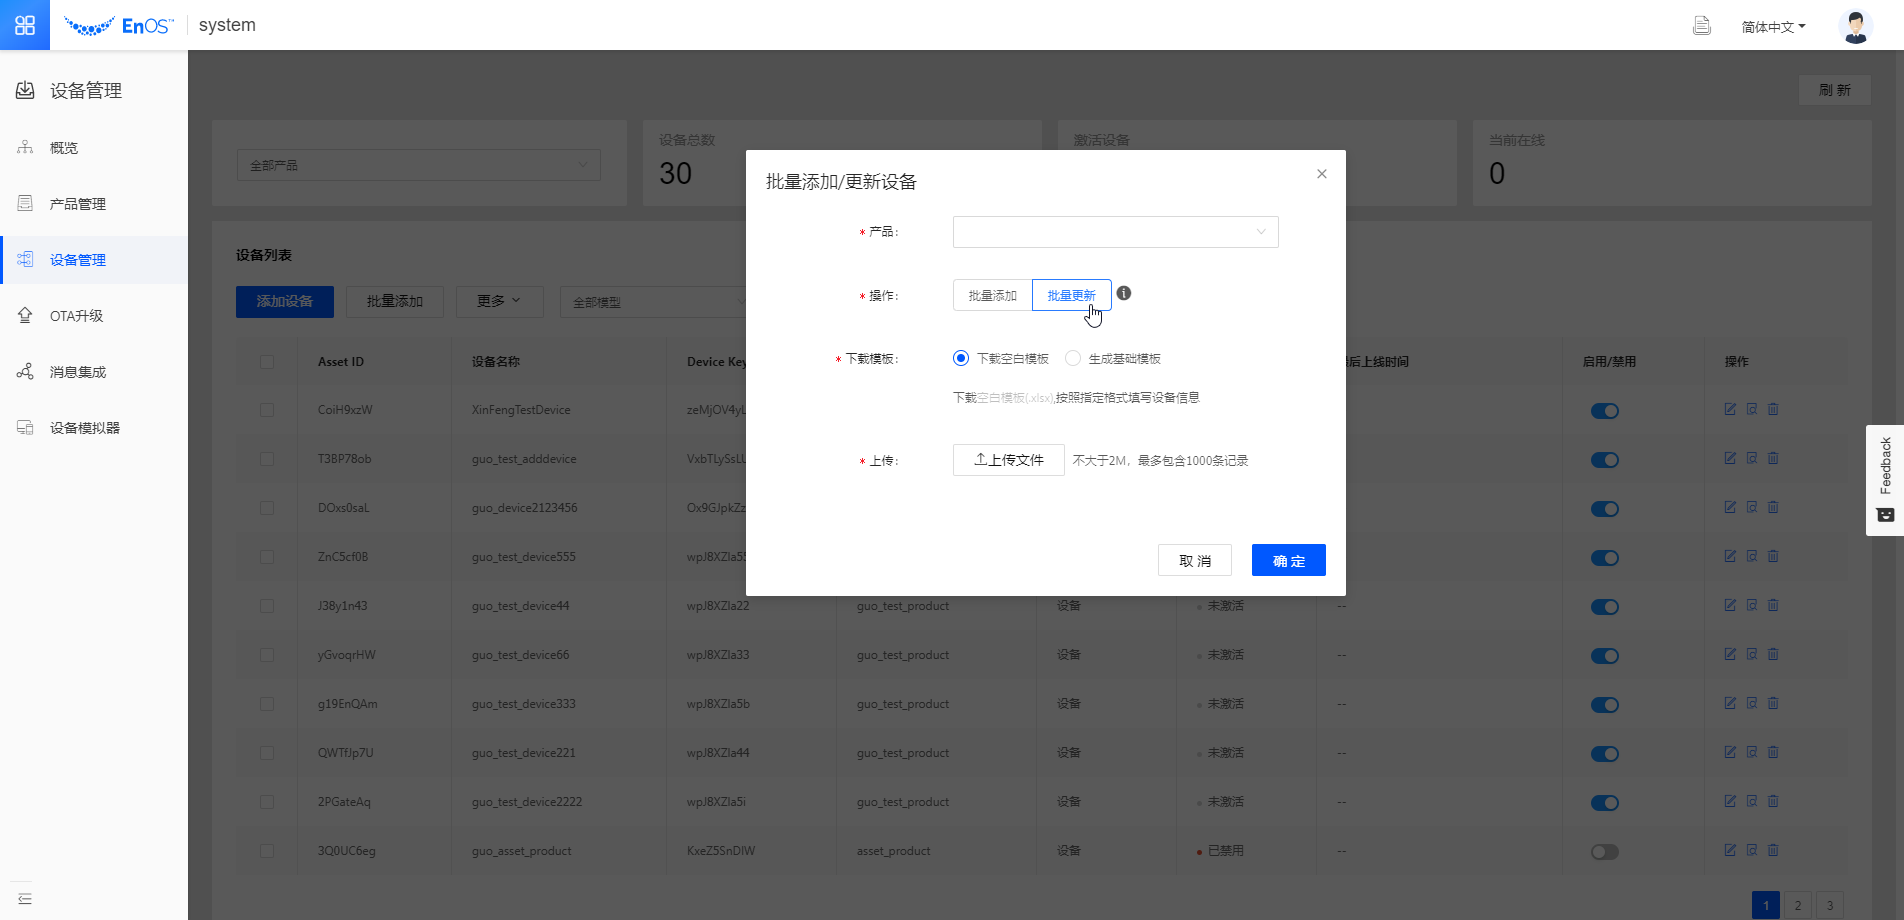 EnOS™ system
简体中文
设备管理
概览
产品管理
设备管理
OTA升级
消息集成
设备模拟器
刷 新
全部产品
设备总数
30
激活设备
当前在线
0
设备列表
添加设备 批量添加 更多 全部模型
Asset ID 设备名称 Device Key 后上线时间 启用/禁用 操作
CoiH9xzW XinFengTestDevice
T3BP78ob guo_test_adddevice
DOxs0saL guo_device2123456
ZnC5cf0B guo_test_device555
J38y1n43 guo_test_device44 wpJ8XZIa22 guo_test_product 设备 未激活 --
yGvoqrHW guo_test_device66 wpJ8XZIa33 guo_test_product 设备 未激活 --
g19EnQAm guo_test_device333 wpJ8XZIa5b guo_test_product 设备 未激活 --
QWTfJp7U guo_test_device221 wpJ8XZIa44 guo_test_product 设备 未激活 --
2PGateAq guo_test_device2222 wpJ8XZIa5i guo_test_product 设备 未激活 --
3Q0UC6eg guo_asset_product KxeZ5SnDIW asset_product 设备 已禁用 --
1 2 3
批量添加/更新设备
* 产品:
* 操作: 批量添加 批量更新
* 下载模板: 下载空白模板 生成基础模板
下载空白模板(.xlsx),按照指定格式填写设备信息
* 上传: 上传文件 不大于2M，最多包含1000条记录
取 消 确 定
Feedback